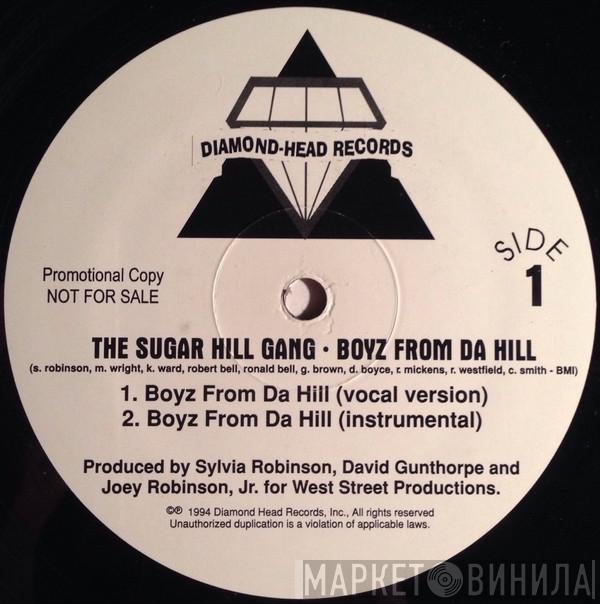 DIAMOND-HEAD RECORDS
SIDE
1
Promotional Copy
NOT FOR SALE
THE SUGAR HILL GANG • BOYZ FROM DA HILL
(s. robinson, m. wright, k. ward, robert bell, ronald bell, g. brown, d. boyce, r. mickens, r. westfield, c. smith - BMI)
1. Boyz From Da Hill (vocal version)
2. Boyz From Da Hill (instrumental)
Produced by Sylvia Robinson, David Gunthorpe and
Joey Robinson, Jr. for West Street Productions.
©℗ 1994 Diamond Head Records, Inc., All rights reserved
Unauthorized duplication is a violation of applicable laws.
МАРКЕТ ВИНИЛА